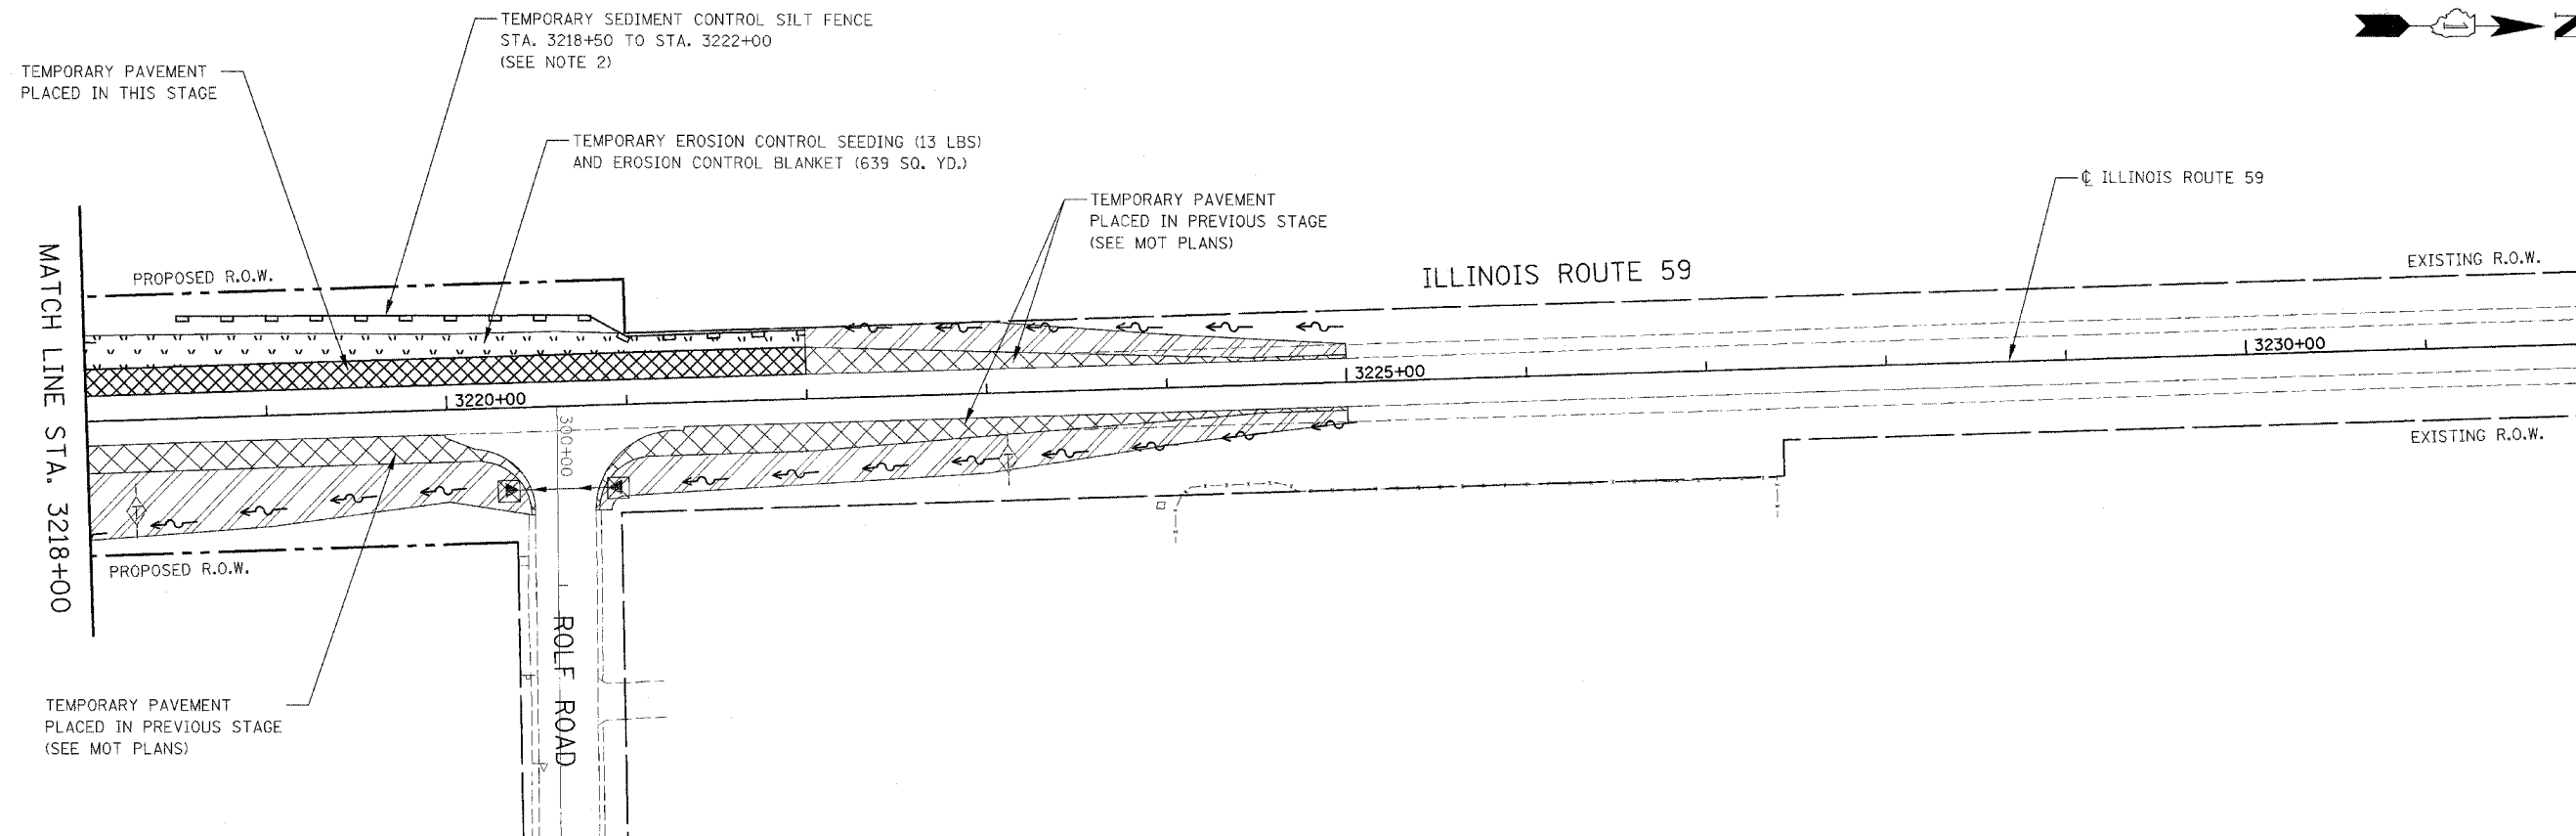 TEMPORARY SEDIMENT CONTROL SILT FENCE
STA. 3218+50 TO STA. 3222+00
(SEE NOTE 2)
TEMPORARY PAVEMENT
PLACED IN THIS STAGE
TEMPORARY EROSION CONTROL SEEDING (13 LBS)
AND EROSION CONTROL BLANKET (639 SQ. YD.)
TEMPORARY PAVEMENT
PLACED IN PREVIOUS STAGE
(SEE MOT PLANS)
℄ ILLINOIS ROUTE 59
MATCH LINE STA. 3218+00
PROPOSED R.O.W.
ILLINOIS ROUTE 59
EXISTING R.O.W.
3220+00
3225+00
3230+00
300+00
EXISTING R.O.W.
PROPOSED R.O.W.
ROLF ROAD
TEMPORARY PAVEMENT
PLACED IN PREVIOUS STAGE
(SEE MOT PLANS)